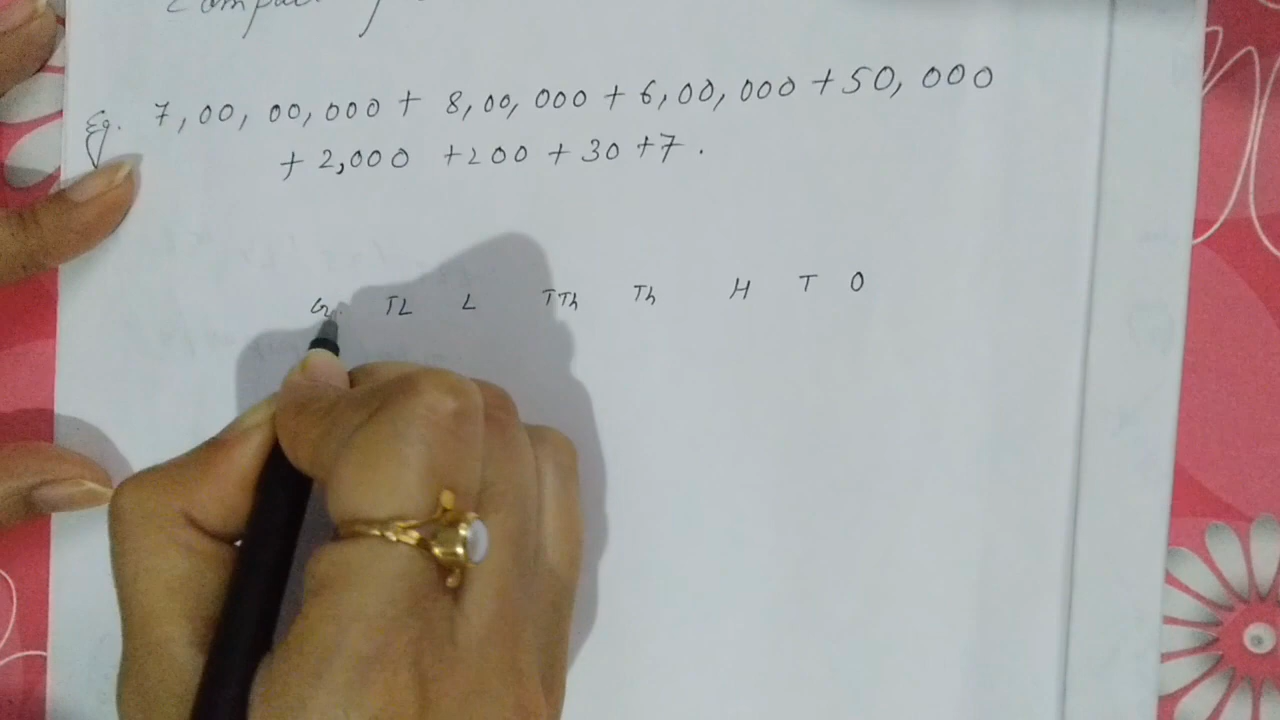 Eg. 7,00,00,000 + 8,00,000 + 6,00,000 + 50,000
+ 2,000 + 200 + 30 + 7.
TL L TTh Th H T O